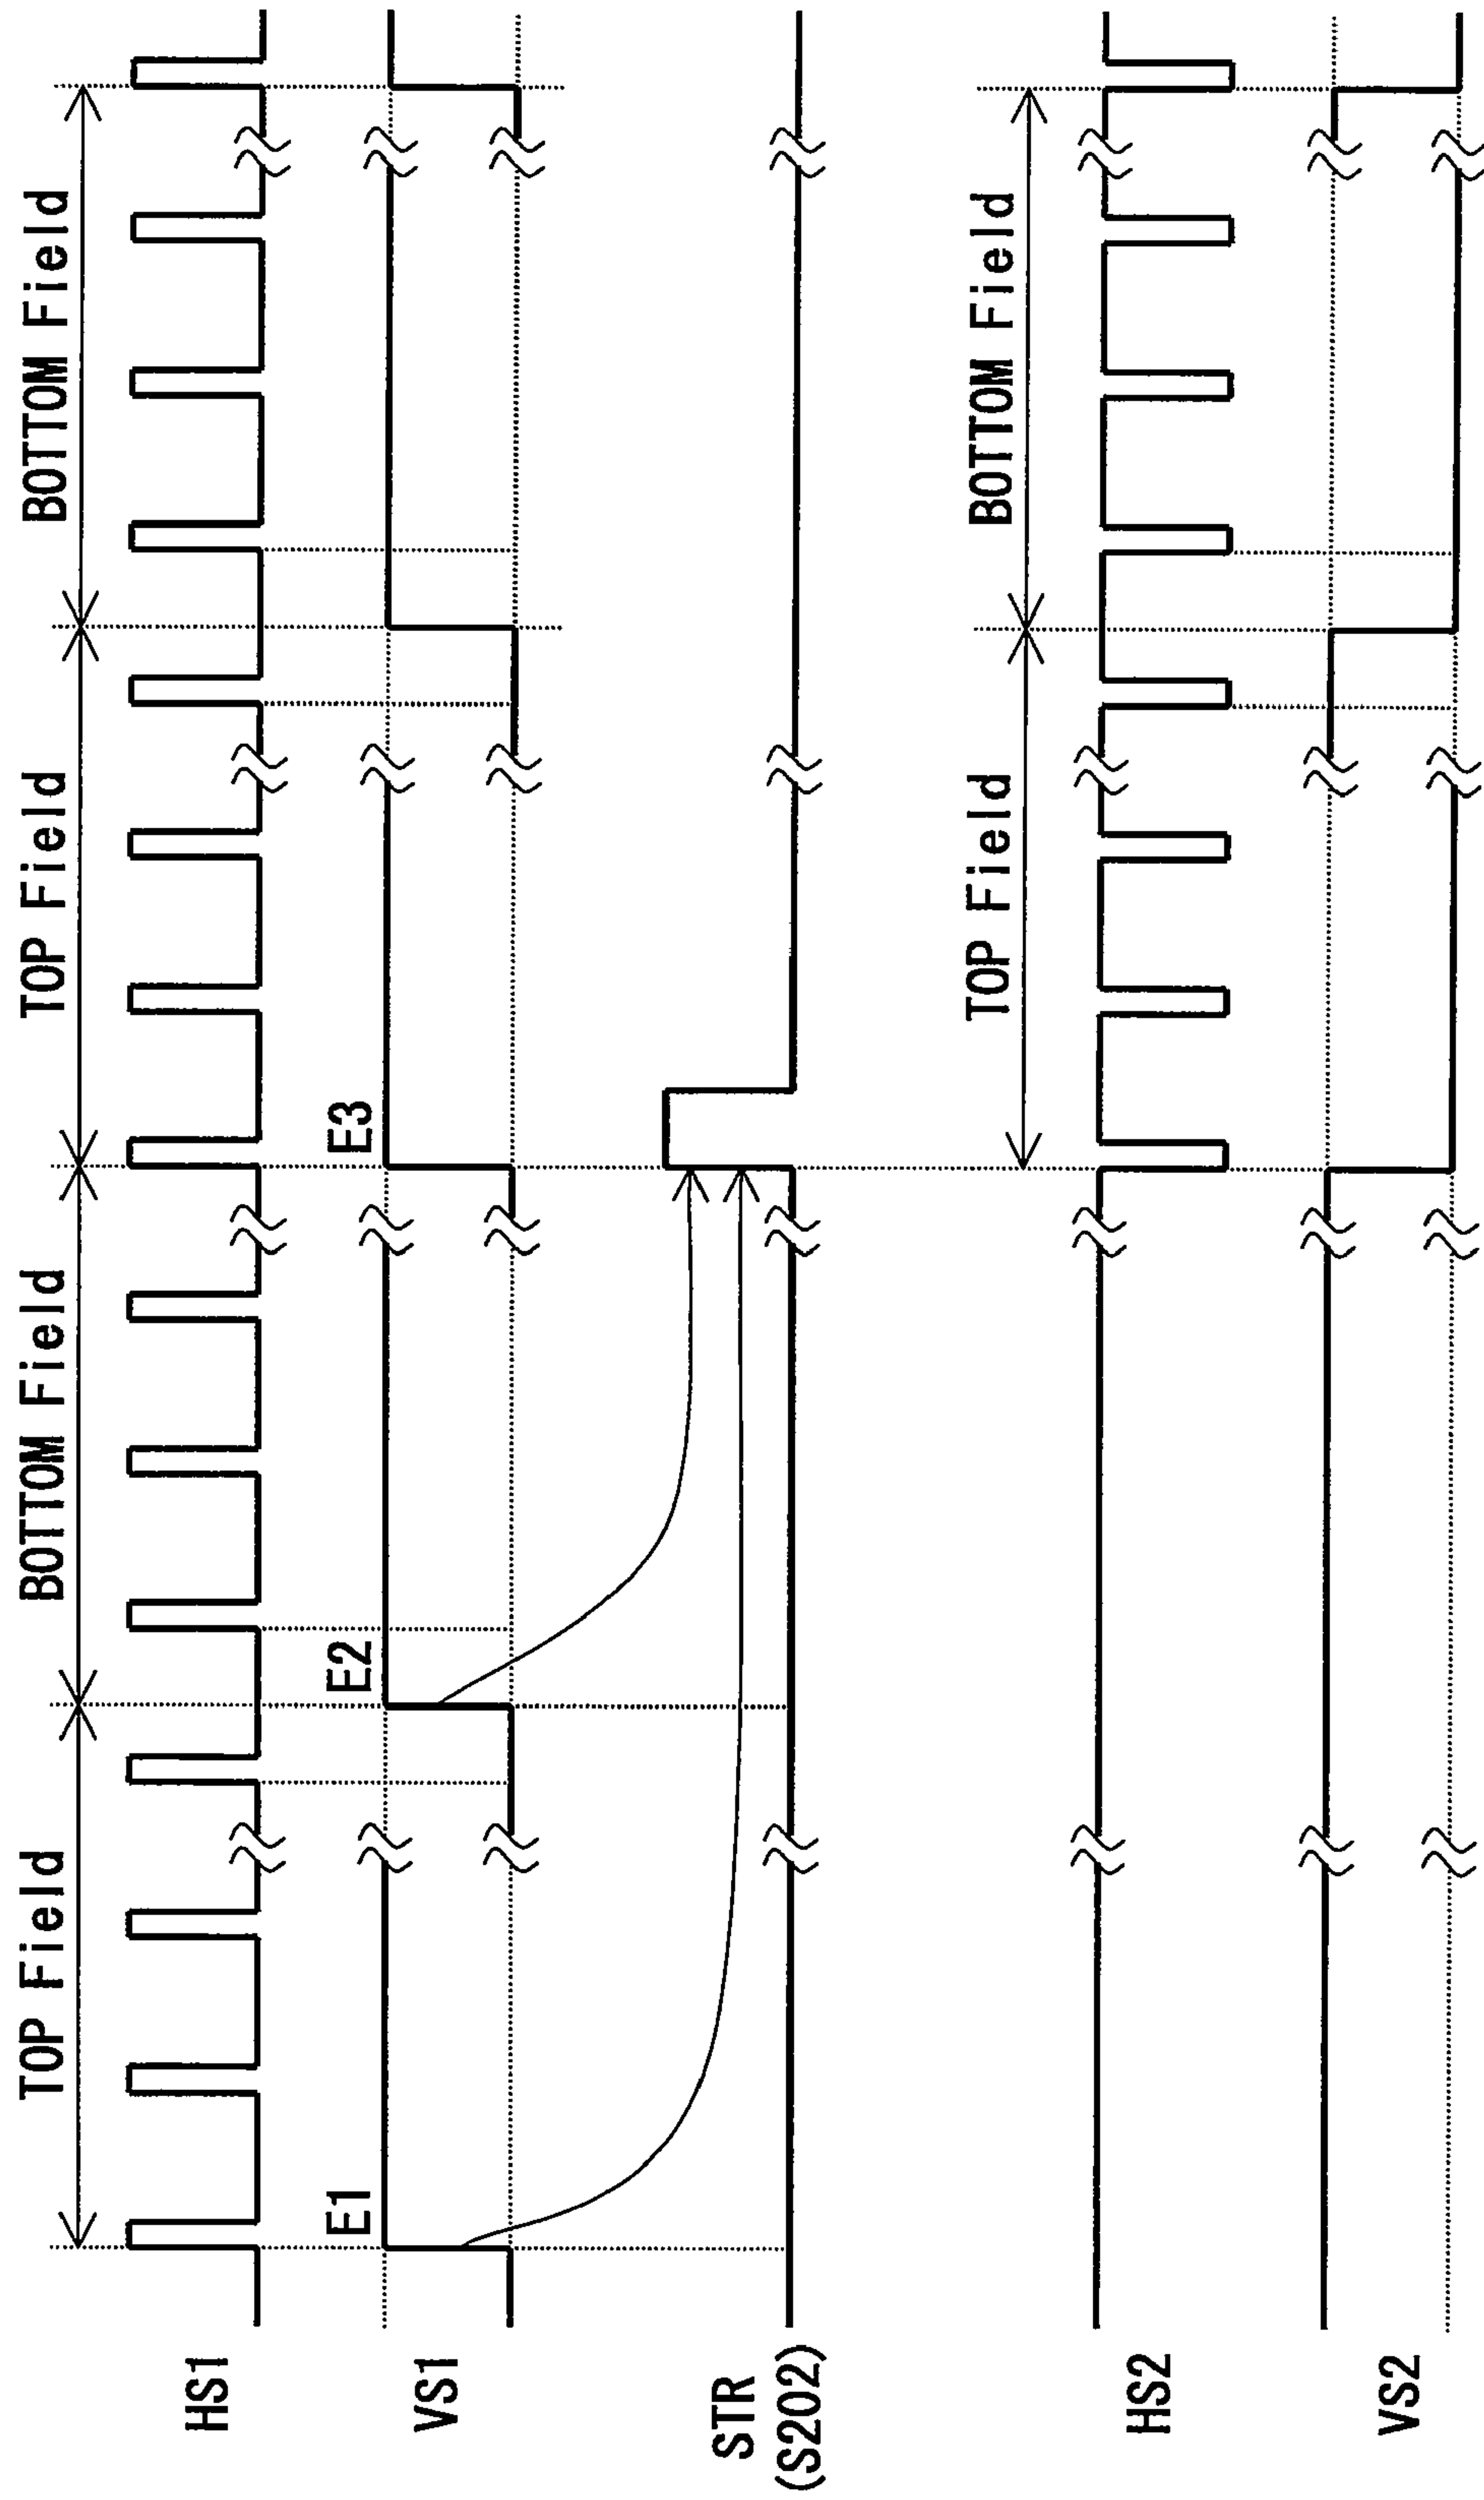 TOP Field
BOTTOM Field
TOP Field
BOTTOM Field
HS1
E1
E2
E3
VS1
STR
(S202)
TOP Field
BOTTOM Field
HS2
VS2